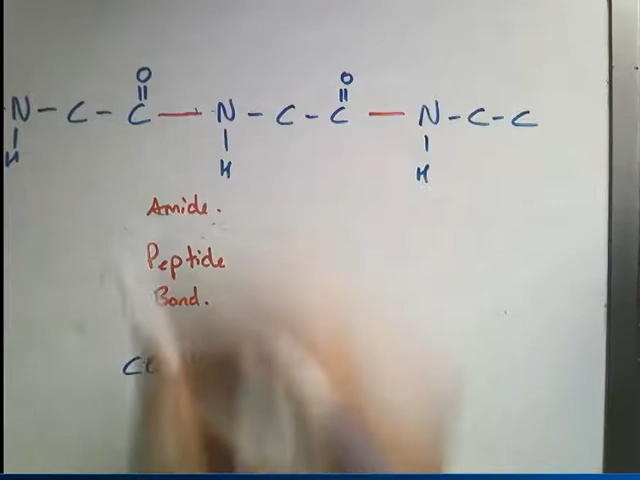 O O
N - C - C - N - C - C - N - C - C
H H H
Amide.
Peptide
Bond.